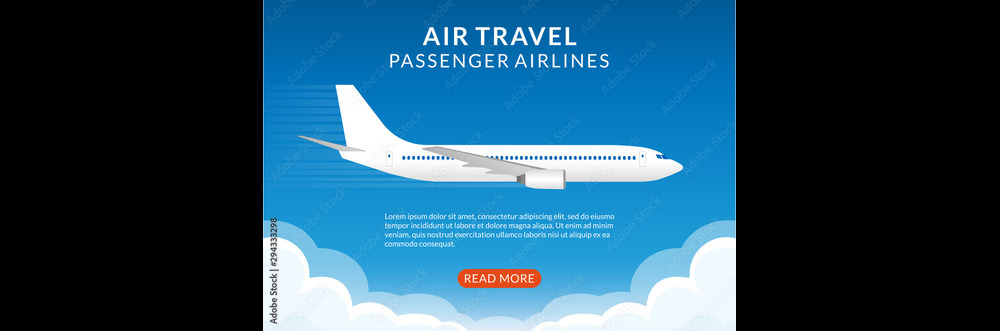 AIR TRAVEL
PASSENGER AIRLINES
Lorem ipsum dolor sit amet, consectetur adipiscing elit, sed do eiusmod
tempor incididunt ut labore et dolore magna aliqua. Ut enim ad minim
veniam, quis nostrud exercitation ullamco laboris nisi ut aliquip ex ea
commodo consequat.
READ MORE
Adobe Stock | #294333298